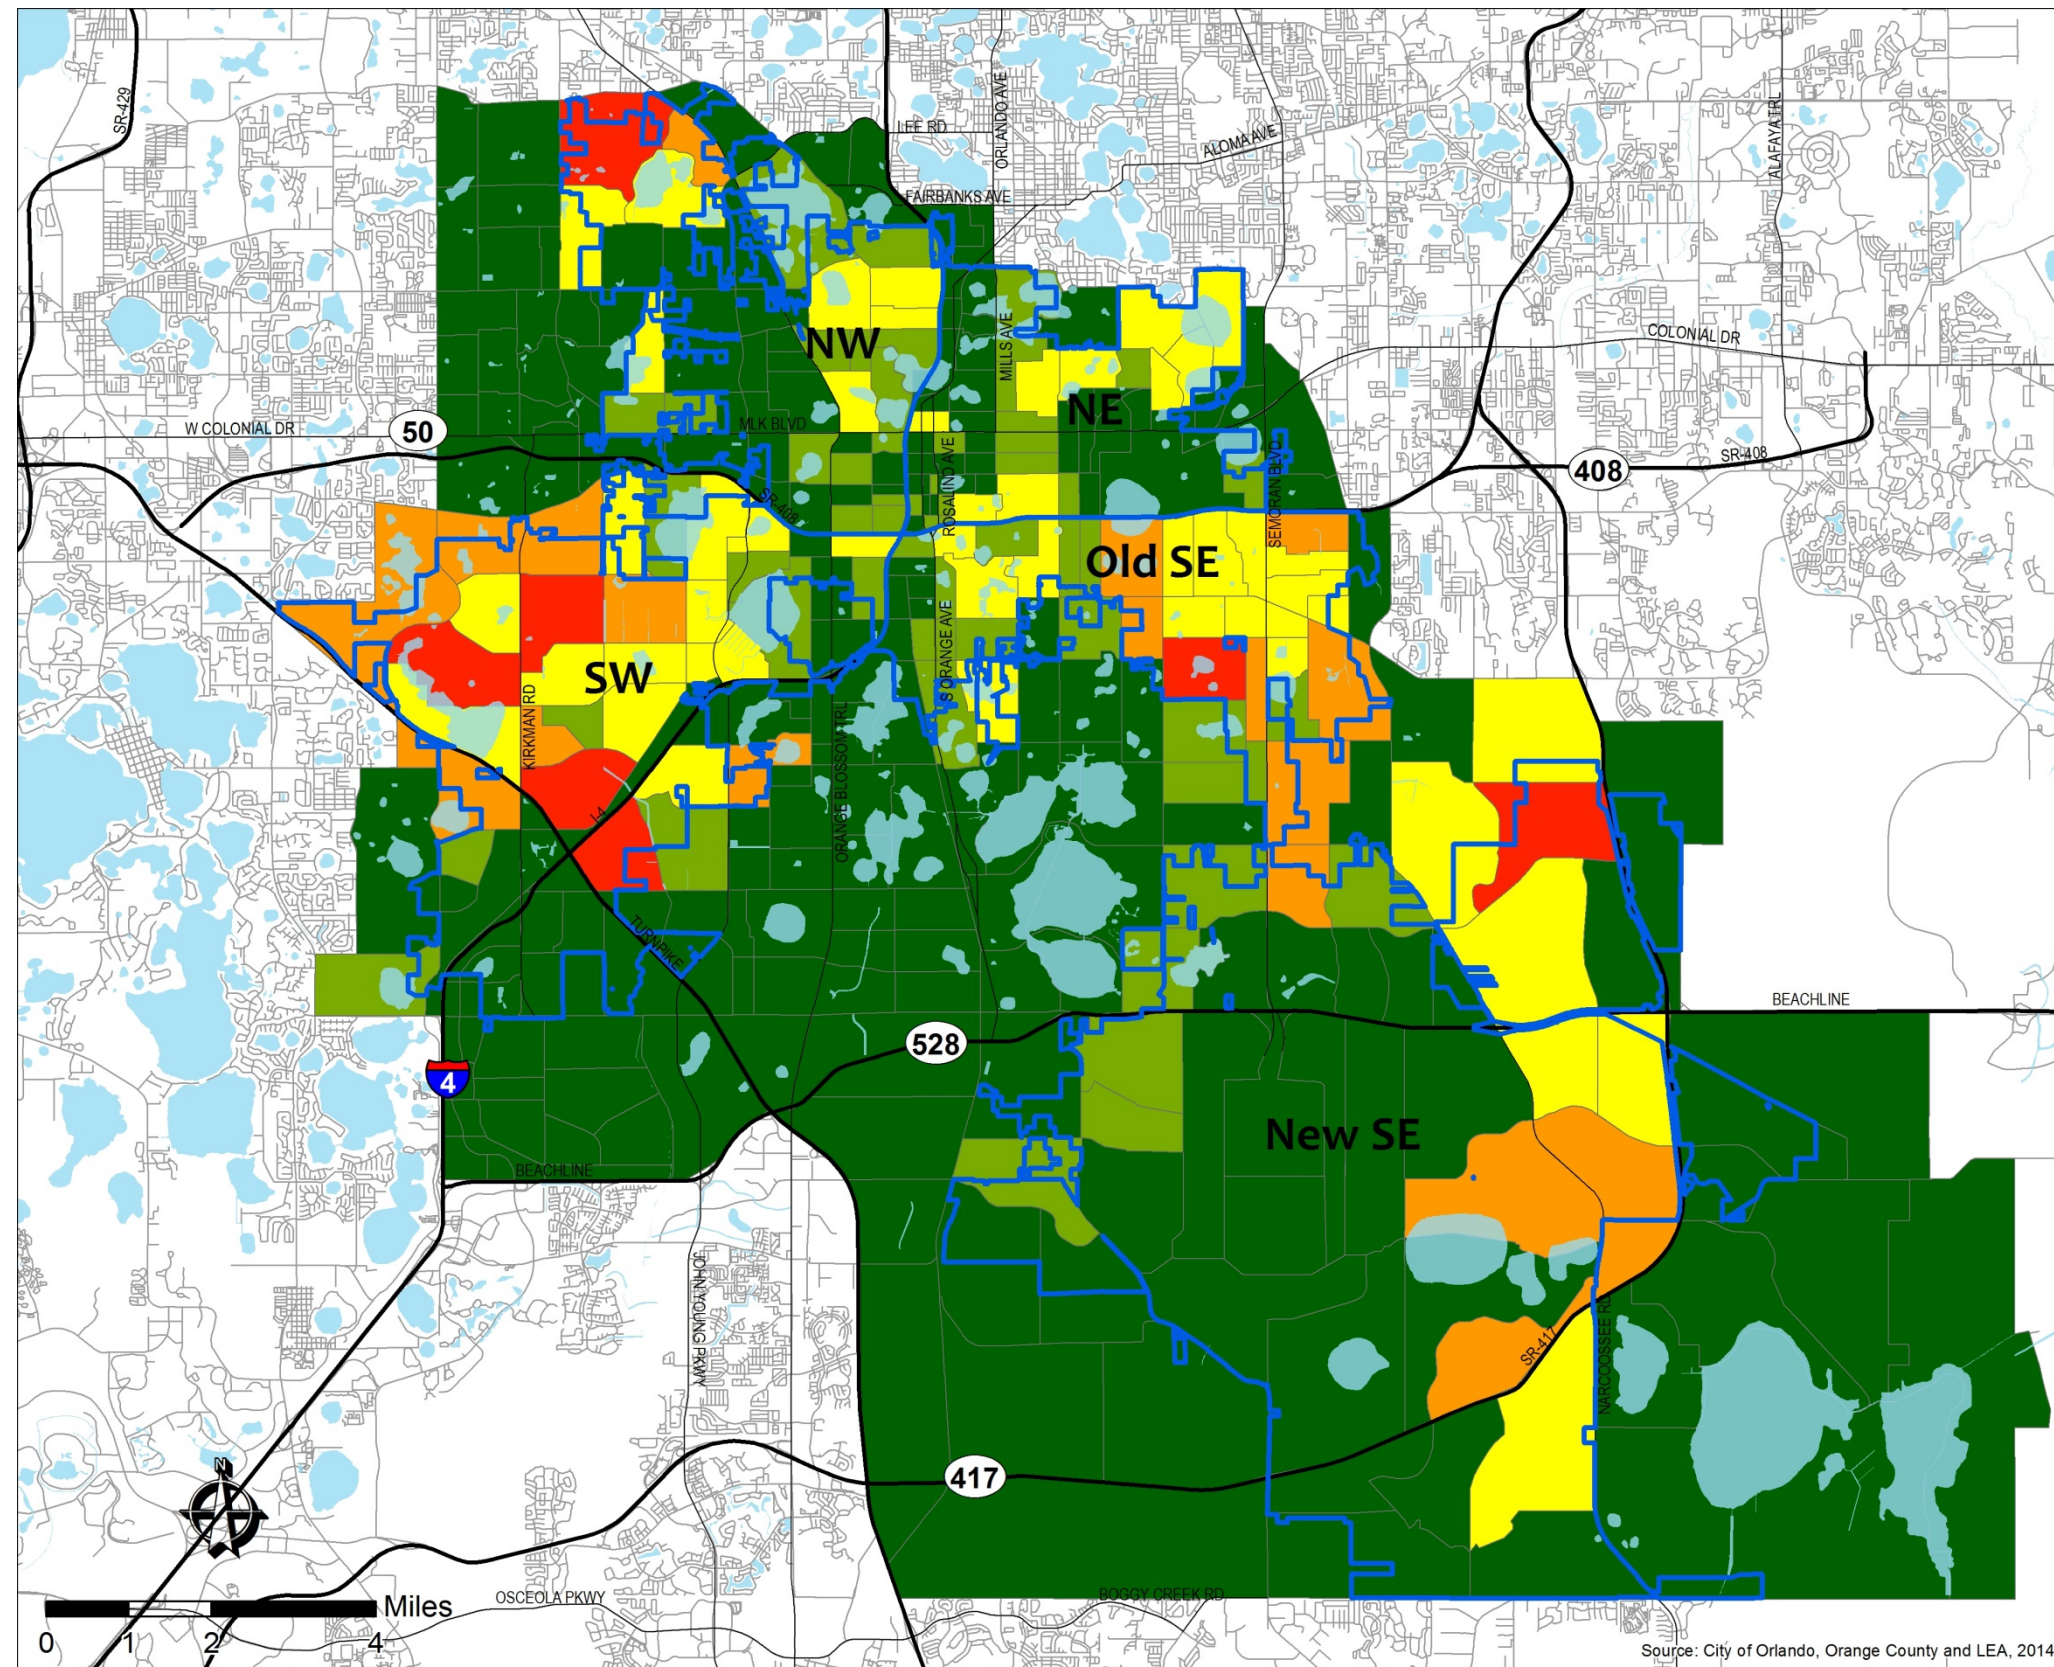 SR-429
LEE RD
ORLANDO AVE
ALOMA AVE
ALAFAYA TRL
FAIRBANKS AVE
NW
MILLS AVE
COLONIAL DR
NE
W COLONIAL DR
50
MLK BLVD
ROSALIND AVE
SEMORAN BLVD
408
SR-408
SR-408
Old SE
SW
KIRKMAN RD
S ORANGE AVE
ORANGE BLOSSOM TRL
I-4
TURNPIKE
BEACHLINE
528
4
New SE
BEACHLINE
JOHN YOUNG PKWY
NARCOOSSEE RD
SR-417
417
N
OSCEOLA PKWY
BOGGY CREEK RD
Miles
0 1 2 4
Source: City of Orlando, Orange County and LEA, 2014